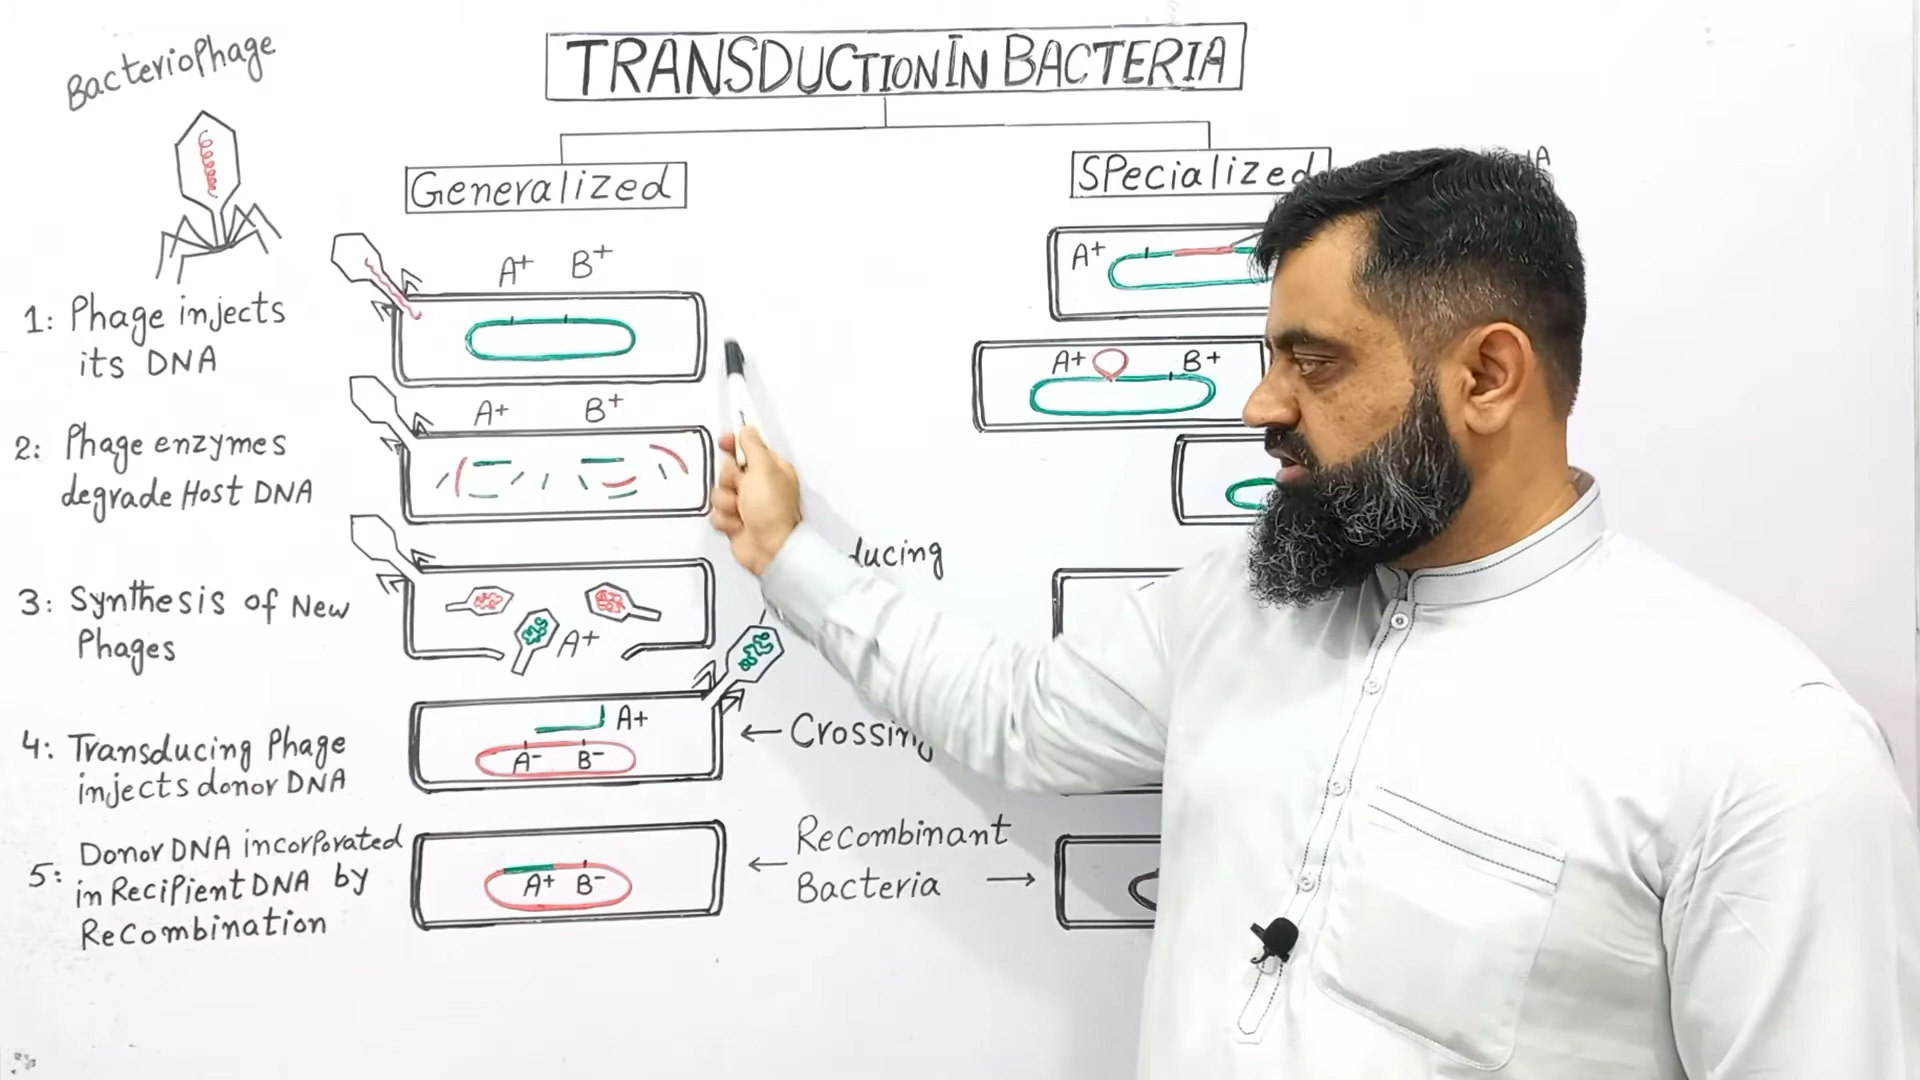 BacterioPhage
TRANSDUCTION IN BACTERIA
Generalized
SPecialized
A+ B+
1: Phage injects
its DNA
A+ B+
2: Phage enzymes
degrade Host DNA
3: Synthesis of New
Phages
A+
4: Transducing Phage
injects donor DNA
A+
A- B-
← Crossing
5: Donor DNA incorporated
in ReciPient DNA by
Recombination
A+ B-
← Recombinant
Bacteria →
A+
A+ B+